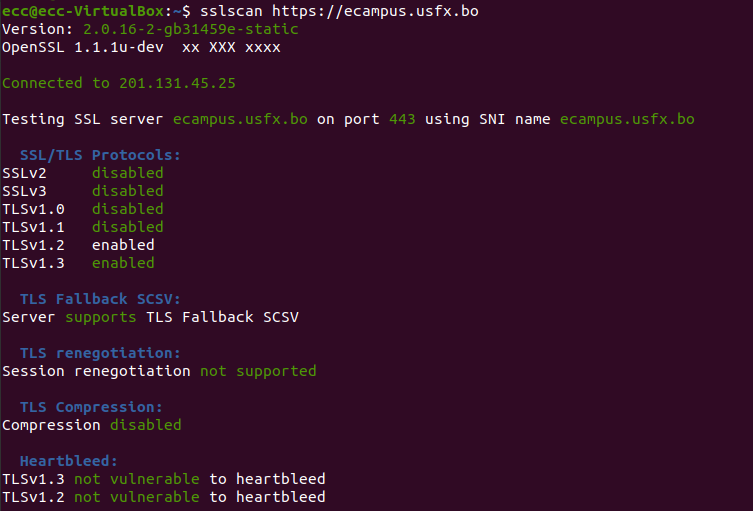 ecc@ecc-VirtualBox:~$ sslscan https://ecampus.usfx.bo
Version: 2.0.16-2-gb31459e-static
OpenSSL 1.1.1u-dev  xx XXX xxxx
Connected to 201.131.45.25
Testing SSL server ecampus.usfx.bo on port 443 using SNI name ecampus.usfx.bo
SSL/TLS Protocols:
SSLv2     disabled
SSLv3     disabled
TLSv1.0   disabled
TLSv1.1   disabled
TLSv1.2   enabled
TLSv1.3   enabled
TLS Fallback SCSV:
Server supports TLS Fallback SCSV
TLS renegotiation:
Session renegotiation not supported
TLS Compression:
Compression disabled
Heartbleed:
TLSv1.3 not vulnerable to heartbleed
TLSv1.2 not vulnerable to heartbleed